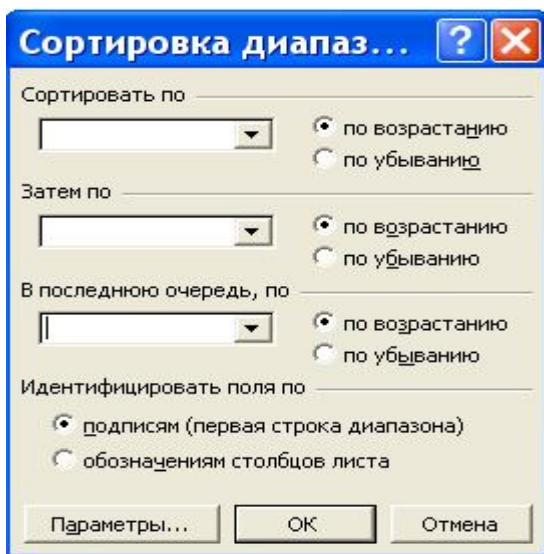 Сортировка диапаз...
Сортировать по
по возрастанию
по убыванию
Затем по
по возрастанию
по убыванию
В последнюю очередь, по
по возрастанию
по убыванию
Идентифицировать поля по
подписям (первая строка диапазона)
обозначениям столбцов листа
Параметры... ОК Отмена